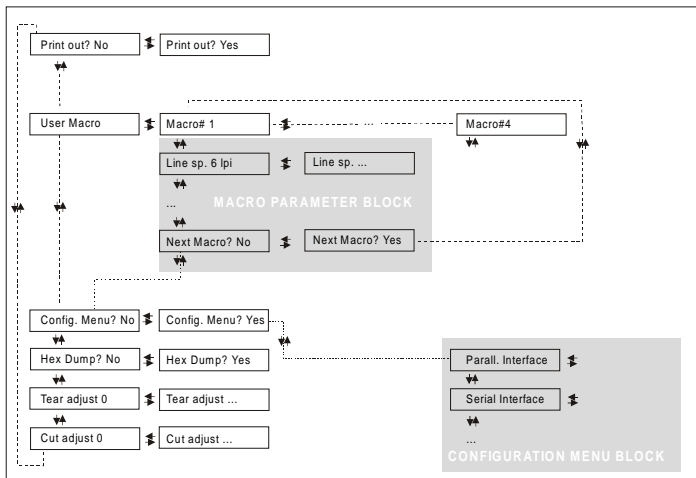 Print out? No
Print out? Yes
User Macro
Macro# 1
...
Macro#4
Line sp. 6 lpi
Line sp. ...
...
MACRO PARAMETER BLOCK
Next Macro? No
Next Macro? Yes
Config. Menu? No
Config. Menu? Yes
Hex Dump? No
Hex Dump? Yes
Parall. Interface
Tear adjust 0
Tear adjust ...
Serial Interface
Cut adjust 0
Cut adjust ...
...
CONFIGURATION MENU BLOCK